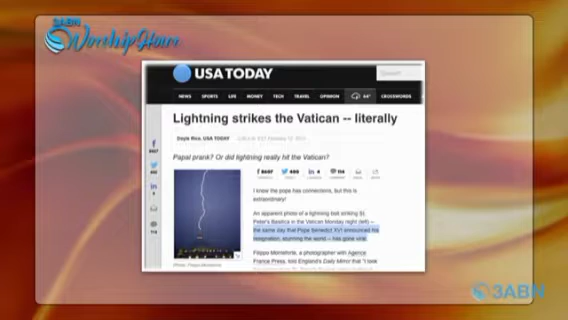 3ABN
Worship Hour
USA TODAY
Search
NEWS SPORTS LIFE MONEY TECH TRAVEL OPINION 44° CROSSWORDS
Lightning strikes the Vatican -- literally
Doyle Rice, USA TODAY
Papal prank? Or did lightning really hit the Vatican?
I know the pope has connections, but this is
extraordinary!
An apparent photo of a lightning bolt striking St.
Peter's Basilica in the Vatican Monday night (left) --
the same day that Pope Benedict XVI announced his
resignation, stunning the world -- has gone viral.
Filippo Monteforte, a photographer with Agence
France Press, told England's Daily Mirror that "I took
3ABN